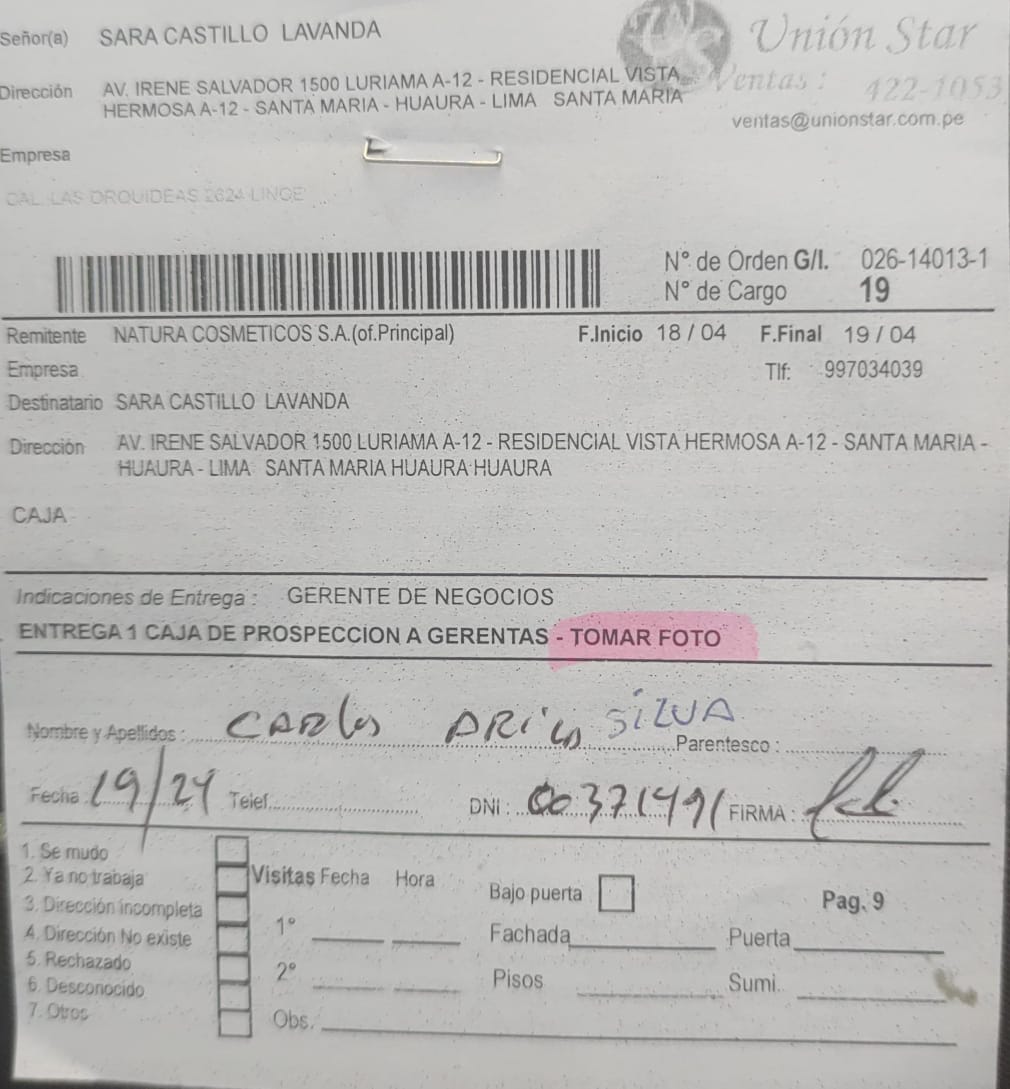 Señor(a) SARA CASTILLO LAVANDA
Unión Star
Dirección AV. IRENE SALVADOR 1500 LURIAMA A-12 - RESIDENCIAL VISTA
HERMOSA A-12 - SANTA MARIA - HUAURA - LIMA SANTA MARIA
Ventas : 422-1053
ventas@unionstar.com.pe
Empresa
CAL. LAS ORQUIDEAS 2624 LINCE
N° de Orden G/I. 026-14013-1
N° de Cargo 19
Remitente NATURA COSMETICOS S.A.(of.Principal) F.Inicio 18 / 04 F.Final 19 / 04
Empresa Tlf: 997034039
Destinatario SARA CASTILLO LAVANDA
Dirección AV. IRENE SALVADOR 1500 LURIAMA A-12 - RESIDENCIAL VISTA HERMOSA A-12 - SANTA MARIA -
HUAURA - LIMA SANTA MARIA HUAURA HUAURA
CAJA
Indicaciones de Entrega : GERENTE DE NEGOCIOS
ENTREGA 1 CAJA DE PROSPECCION A GERENTAS - TOMAR FOTO
Nombre y Apellidos : CARLOS SILVA Parentesco :
Fecha 19/24 Telef. DNI : FIRMA :
1. Se mudo
2. Ya no trabaja
3. Dirección incompleta
4. Dirección No existe
5. Rechazado
6. Desconocido
7. Otros
Visitas Fecha Hora
1°
2°
Obs.
Bajo puerta
Pag. 9
Fachada Puerta
Pisos Sumi.